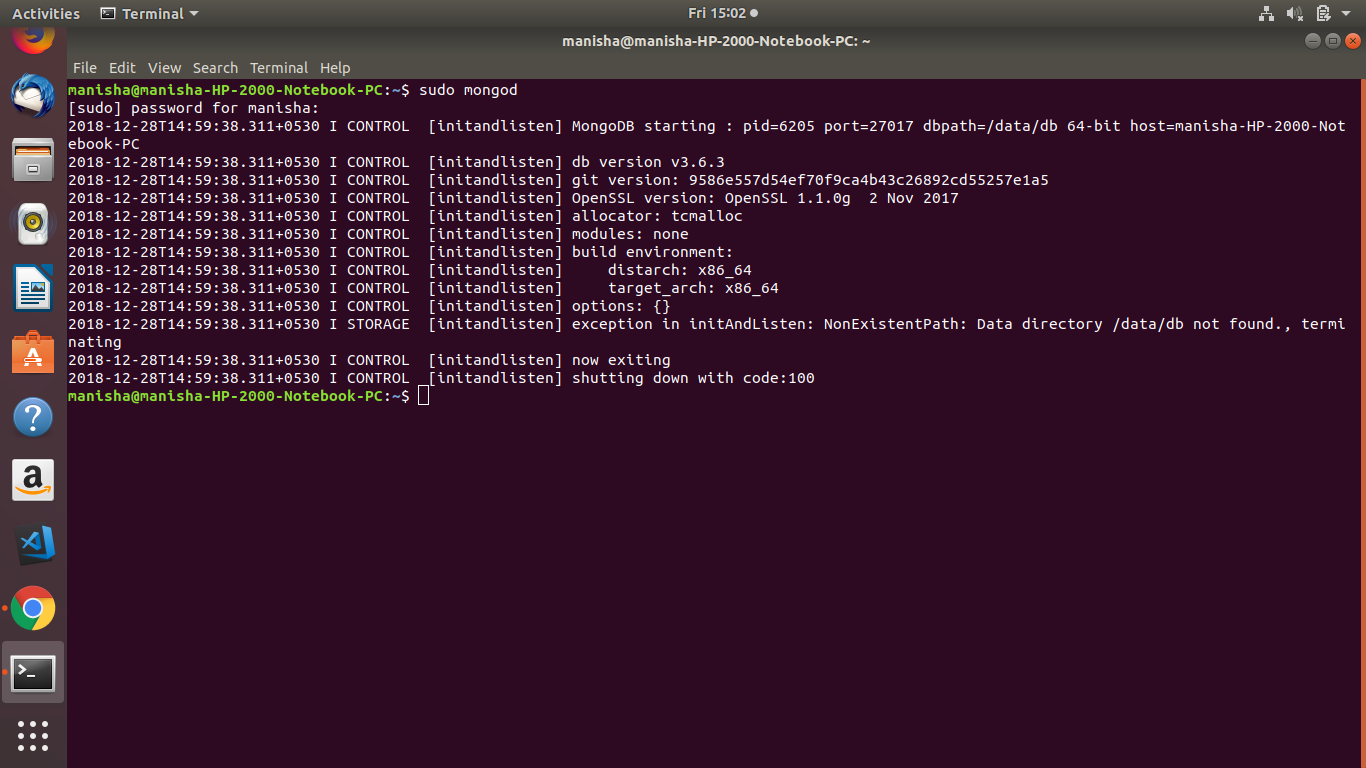 Activities Terminal Fri 15:02
manisha@manisha-HP-2000-Notebook-PC: ~
File Edit View Search Terminal Help
manisha@manisha-HP-2000-Notebook-PC:~$ sudo mongod
[sudo] password for manisha:
2018-12-28T14:59:38.311+0530 I CONTROL  [initandlisten] MongoDB starting : pid=6205 port=27017 dbpath=/data/db 64-bit host=manisha-HP-2000-Not
ebook-PC
2018-12-28T14:59:38.311+0530 I CONTROL  [initandlisten] db version v3.6.3
2018-12-28T14:59:38.311+0530 I CONTROL  [initandlisten] git version: 9586e557d54ef70f9ca4b43c26892cd55257e1a5
2018-12-28T14:59:38.311+0530 I CONTROL  [initandlisten] OpenSSL version: OpenSSL 1.1.0g  2 Nov 2017
2018-12-28T14:59:38.311+0530 I CONTROL  [initandlisten] allocator: tcmalloc
2018-12-28T14:59:38.311+0530 I CONTROL  [initandlisten] modules: none
2018-12-28T14:59:38.311+0530 I CONTROL  [initandlisten] build environment:
2018-12-28T14:59:38.311+0530 I CONTROL  [initandlisten]     distarch: x86_64
2018-12-28T14:59:38.311+0530 I CONTROL  [initandlisten]     target_arch: x86_64
2018-12-28T14:59:38.311+0530 I CONTROL  [initandlisten] options: {}
2018-12-28T14:59:38.311+0530 I STORAGE  [initandlisten] exception in initAndListen: NonExistentPath: Data directory /data/db not found., termi
nating
2018-12-28T14:59:38.311+0530 I CONTROL  [initandlisten] now exiting
2018-12-28T14:59:38.311+0530 I CONTROL  [initandlisten] shutting down with code:100
manisha@manisha-HP-2000-Notebook-PC:~$